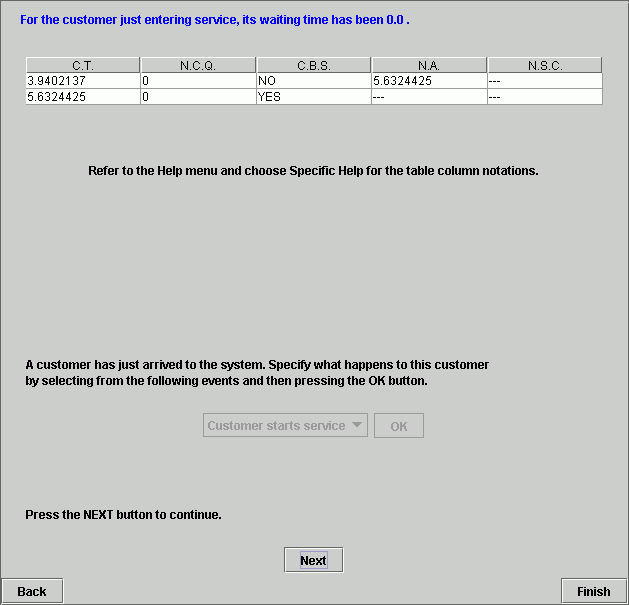 For the customer just entering service, its waiting time has been 0.0 .
C.T. N.C.Q. C.B.S. N.A. N.S.C.
3.9402137 0 NO 5.6324425 ---
5.6324425 0 YES --- ---
Refer to the Help menu and choose Specific Help for the table column notations.
A customer has just arrived to the system. Specify what happens to this customer
by selecting from the following events and then pressing the OK button.
Customer starts service OK
Press the NEXT button to continue.
Next
Back Finish